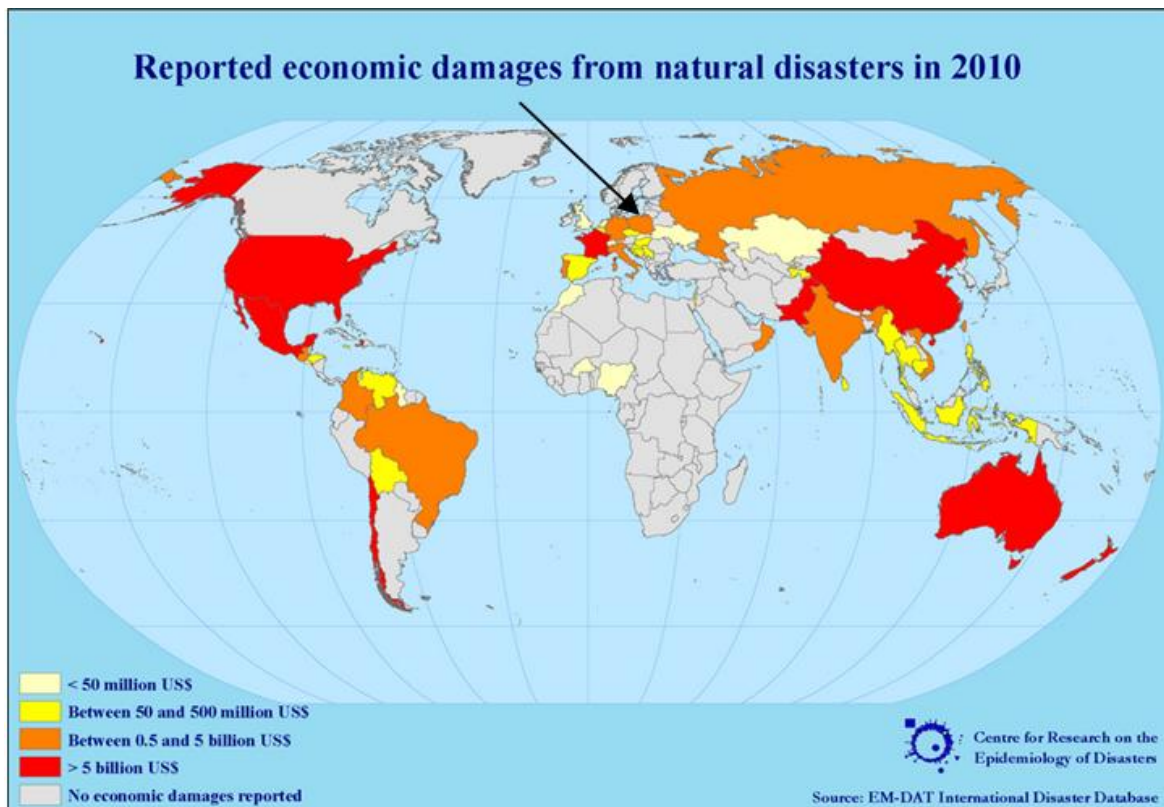 Reported economic damages from natural disasters in 2010
< 50 million US$
Between 50 and 500 million US$
Between 0.5 and 5 billion US$
> 5 billion US$
No economic damages reported
Centre for Research on the
Epidemiology of Disasters
Source: EM-DAT International Disaster Database